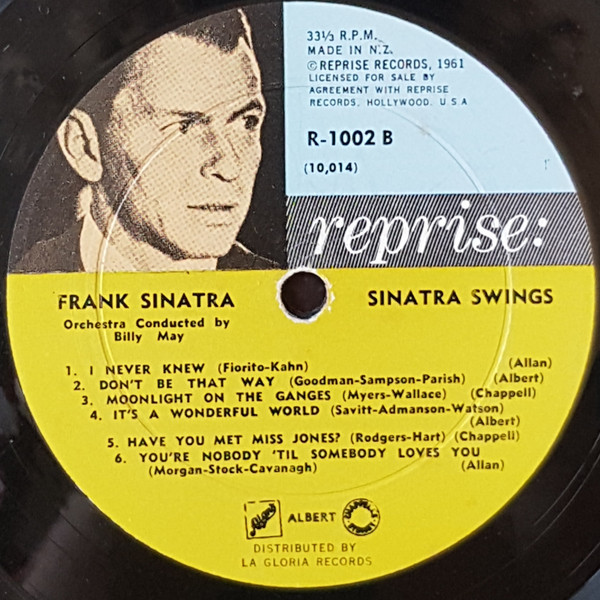 33⅓ R.P.M.
MADE IN N.Z.
©REPRISE RECORDS, 1961
LICENSED FOR SALE BY
AGREEMENT WITH REPRISE
RECORDS, HOLLYWOOD. U.S.A
R-1002 B
(10,014)
reprise:
FRANK SINATRA
SINATRA SWINGS
Orchestra Conducted by
Billy May
1. I NEVER KNEW (Fiorito-Kahn) (Allan)
2. DON'T BE THAT WAY (Goodman-Sampson-Parish) (Albert)
3. MOONLIGHT ON THE GANGES (Myers-Wallace) (Chappell)
4. IT'S A WONDERFUL WORLD (Savitt-Admanson-Watson)
(Albert)
5. HAVE YOU MET MISS JONES? (Rodgers-Hart) (Chappell)
6. YOU'RE NOBODY 'TIL SOMEBODY LOVES YOU
(Morgan-Stock-Cavanagh) (Allan)
Allans ALBERT CHAPPELLS SYDNEY
DISTRIBUTED BY
LA GLORIA RECORDS